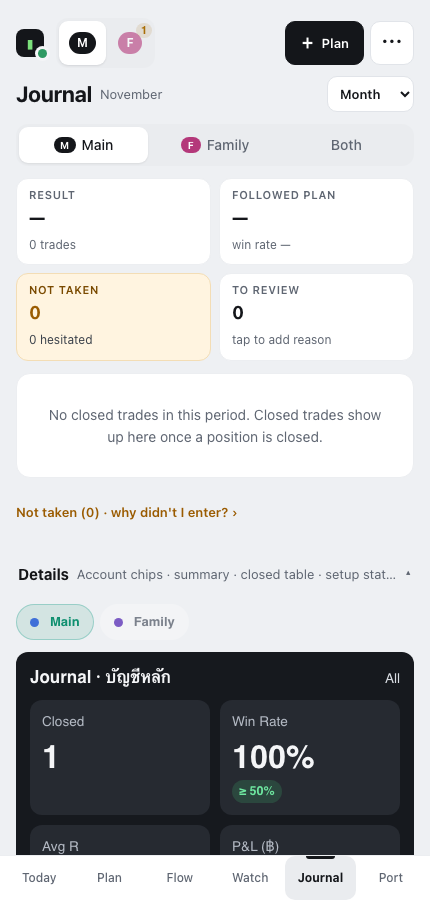 M F 1
+ Plan ...
Journal November
Month
M Main F Family Both
RESULT
—
0 trades
FOLLOWED PLAN
—
win rate —
NOT TAKEN
0
0 hesitated
TO REVIEW
0
tap to add reason
No closed trades in this period. Closed trades show
up here once a position is closed.
Not taken (0) · why didn't I enter? ›
Details Account chips · summary · closed table · setup stat...
Main Family
Journal · บัญชีหลัก
All
Closed
1
Win Rate
100%
≥ 50%
Avg R
P&L (฿)
Today Plan Flow Watch Journal Port